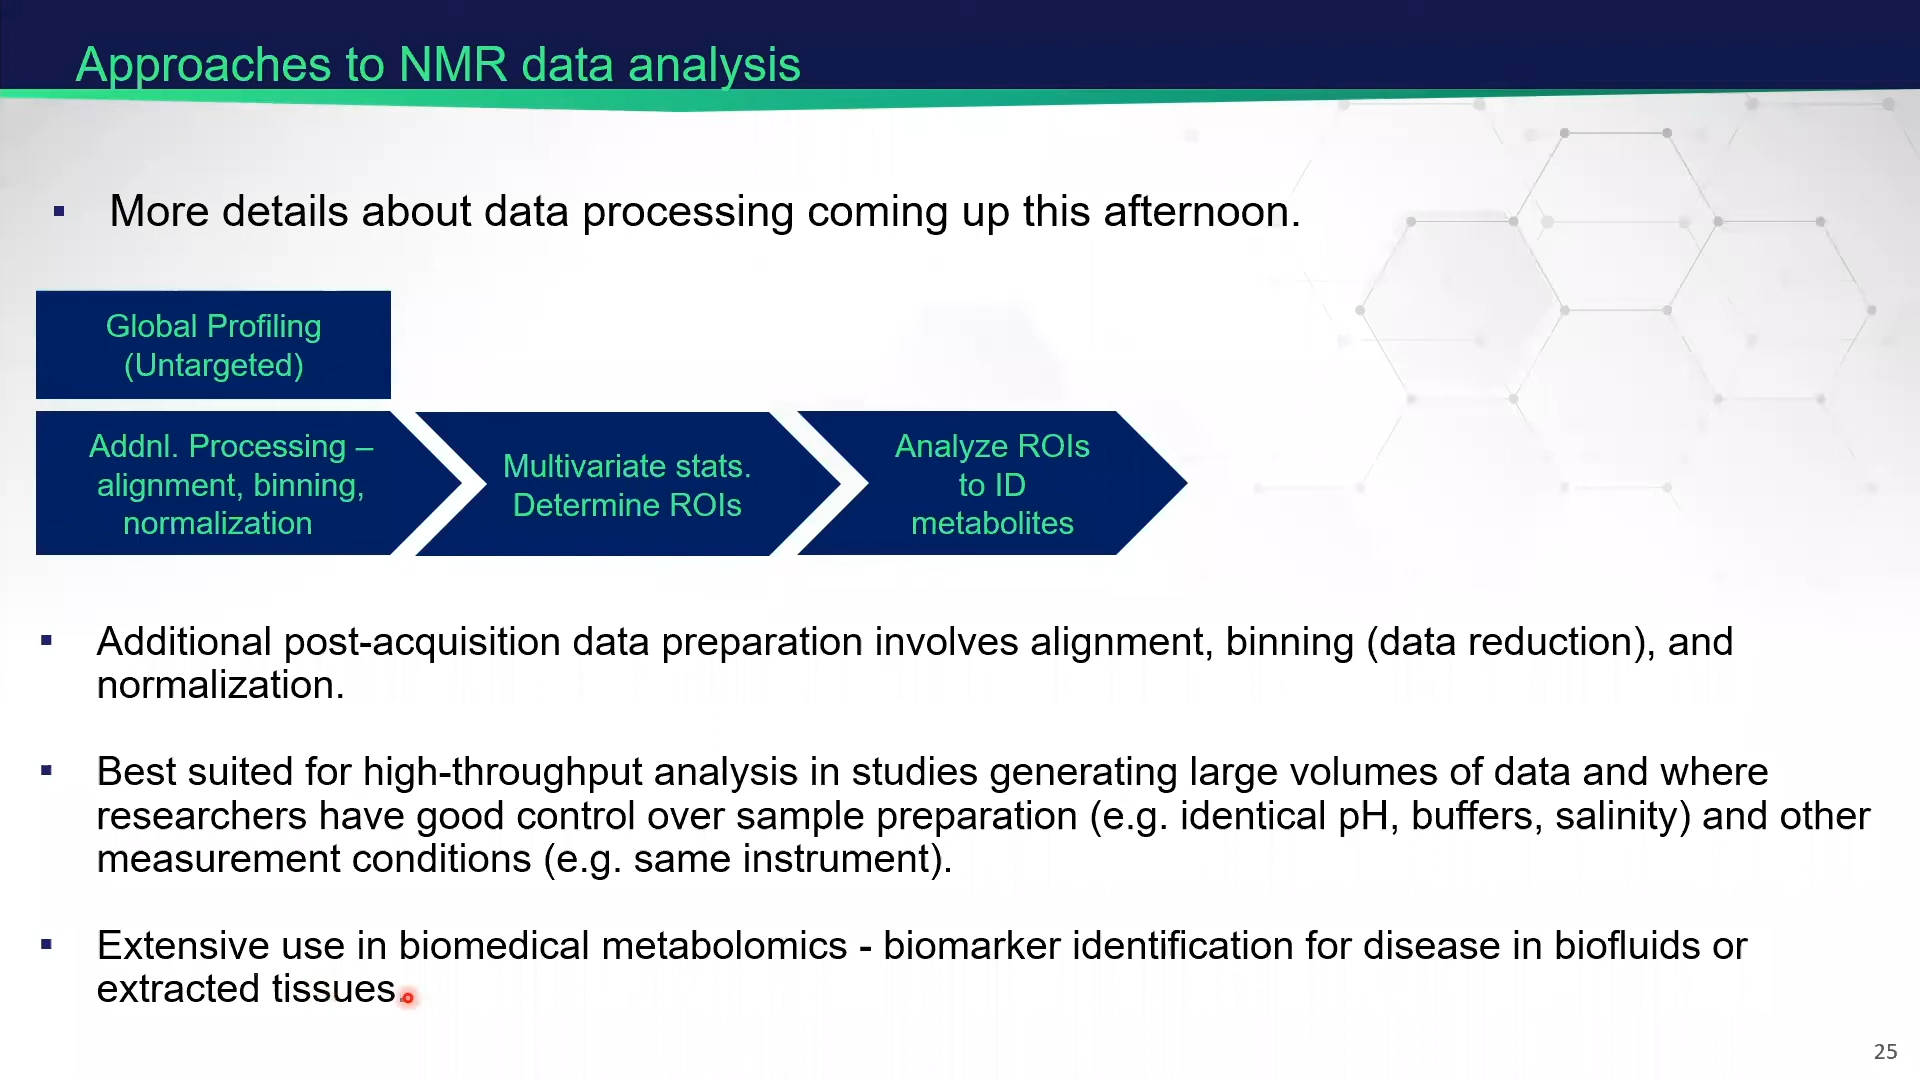 Approaches to NMR data analysis
▪ More details about data processing coming up this afternoon.
Global Profiling
(Untargeted)
Addnl. Processing –
alignment, binning,
normalization
Multivariate stats.
Determine ROIs
Analyze ROIs
to ID
metabolites
▪ Additional post-acquisition data preparation involves alignment, binning (data reduction), and
normalization.
▪ Best suited for high-throughput analysis in studies generating large volumes of data and where
researchers have good control over sample preparation (e.g. identical pH, buffers, salinity) and other
measurement conditions (e.g. same instrument).
▪ Extensive use in biomedical metabolomics - biomarker identification for disease in biofluids or
extracted tissues.
25